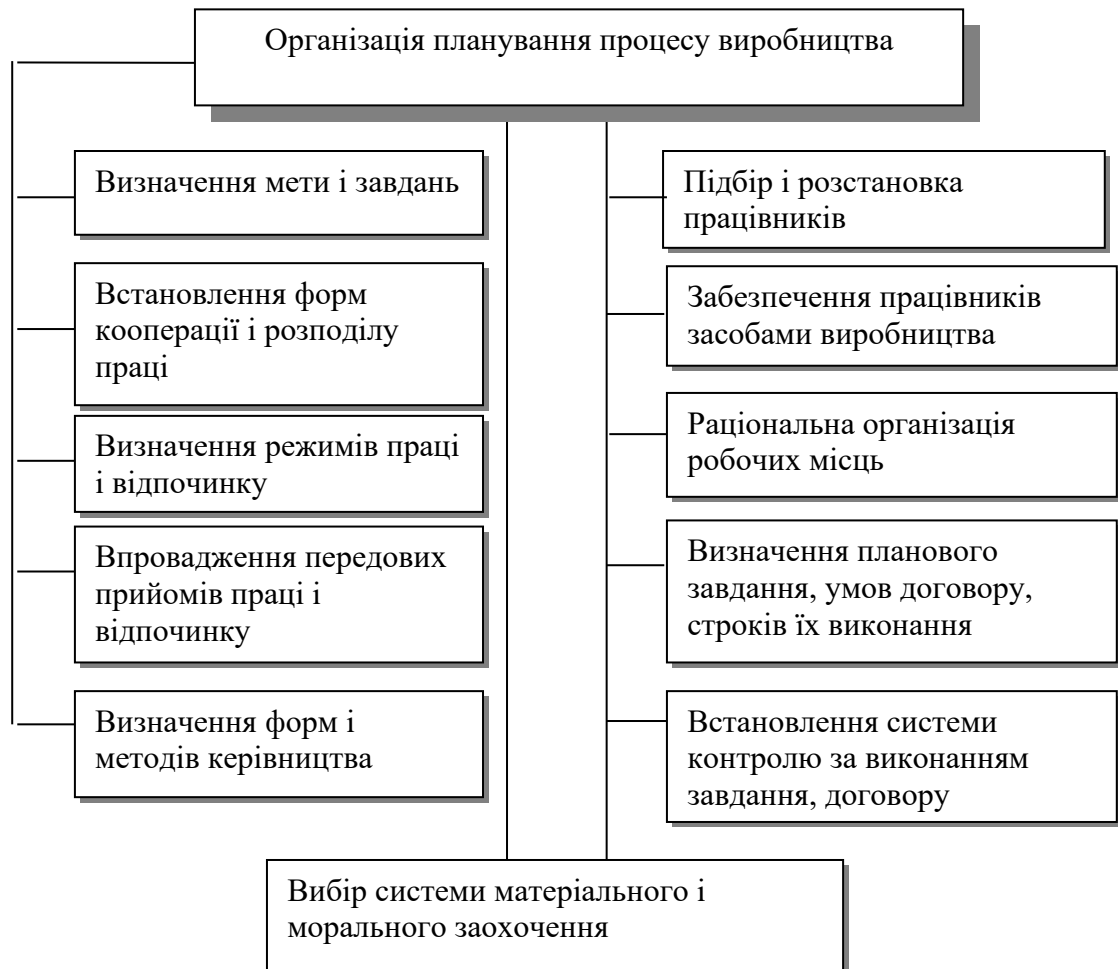 Організація планування процесу виробництва
Визначення мети і завдань
Встановлення форм
кооперації і розподілу
праці
Визначення режимів праці
і відпочинку
Впровадження передових
прийомів праці і
відпочинку
Визначення форм і
методів керівництва
Підбір і розстановка
працівників
Забезпечення працівників
засобами виробництва
Раціональна організація
робочих місць
Визначення планового
завдання, умов договору,
строків їх виконання
Встановлення системи
контролю за виконанням
завдання, договору
Вибір системи матеріального і
морального заохочення